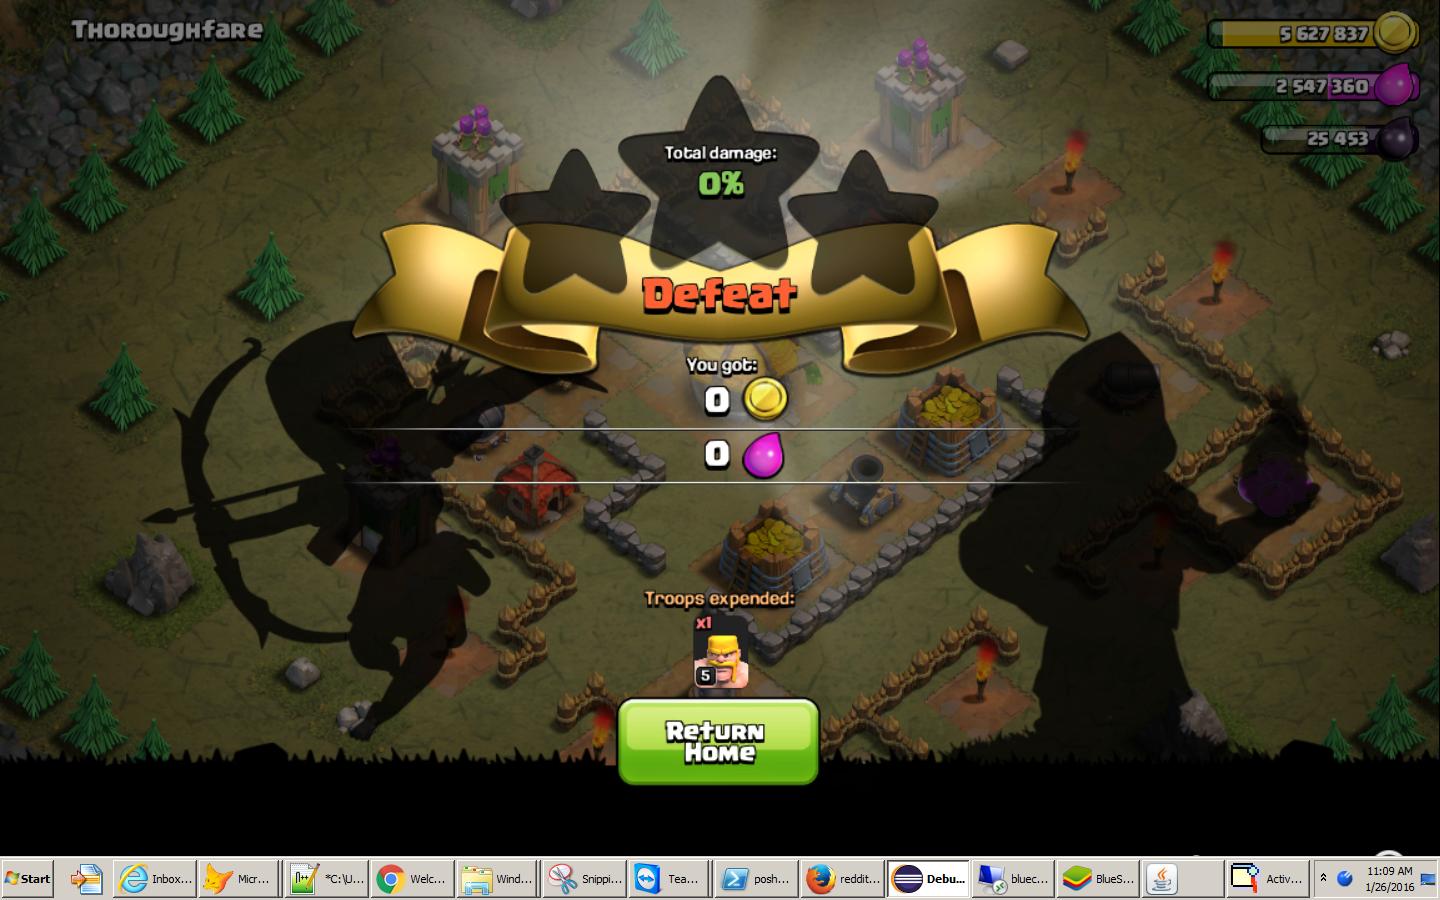 Thoroughfare
5 627 837
2 547 360
25 453
Total damage:
0%
Defeat
You got:
0
0
Troops expended:
x1
5
Return
Home
Start
Inbox...
Micr...
*C:\U...
Welc...
Wind...
Snippi...
Tea...
posh...
reddit...
Debu...
bluec...
BlueS...
Activ...
11:09 AM
1/26/2016